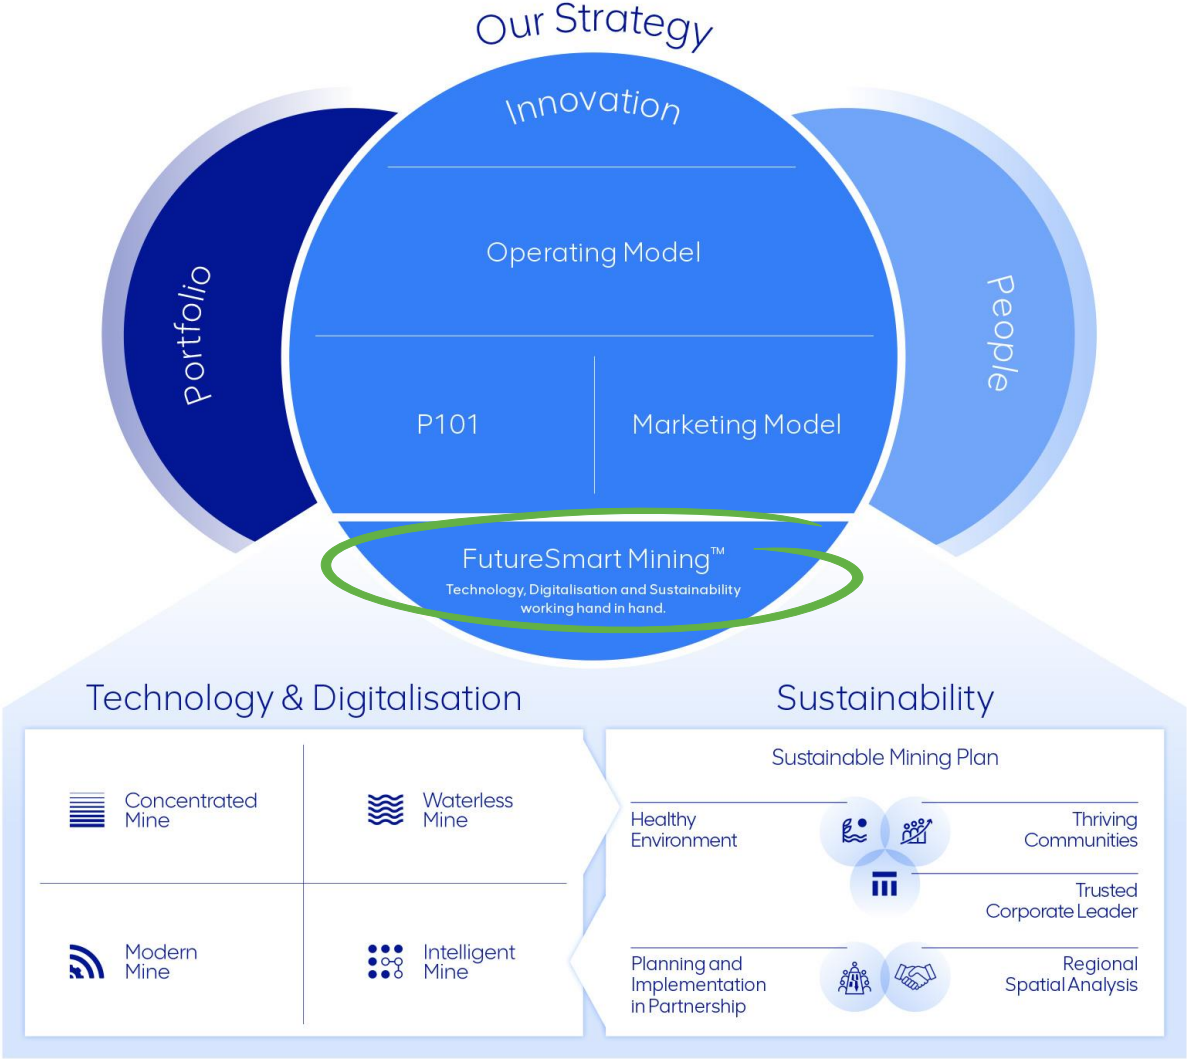 Our Strategy
Innovation
Operating Model
Portfolio
People
P101
Marketing Model
FutureSmart Mining™
Technology, Digitalisation and Sustainability
working hand in hand.
Technology & Digitalisation
Concentrated
Mine
Waterless
Mine
Modern
Mine
Intelligent
Mine
Sustainability
Sustainable Mining Plan
Healthy
Environment
Thriving
Communities
Trusted
Corporate Leader
Planning and
Implementation
in Partnership
Regional
Spatial Analysis